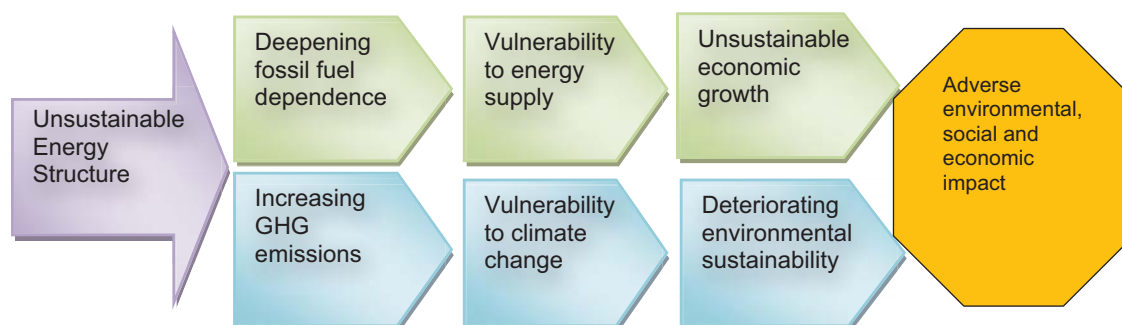 Unsustainable
Energy
Structure
Deepening
fossil fuel
dependence
Vulnerability
to energy
supply
Unsustainable
economic
growth
Increasing
GHG
emissions
Vulnerability
to climate
change
Deteriorating
environmental
sustainability
Adverse
environmental,
social and
economic
impact